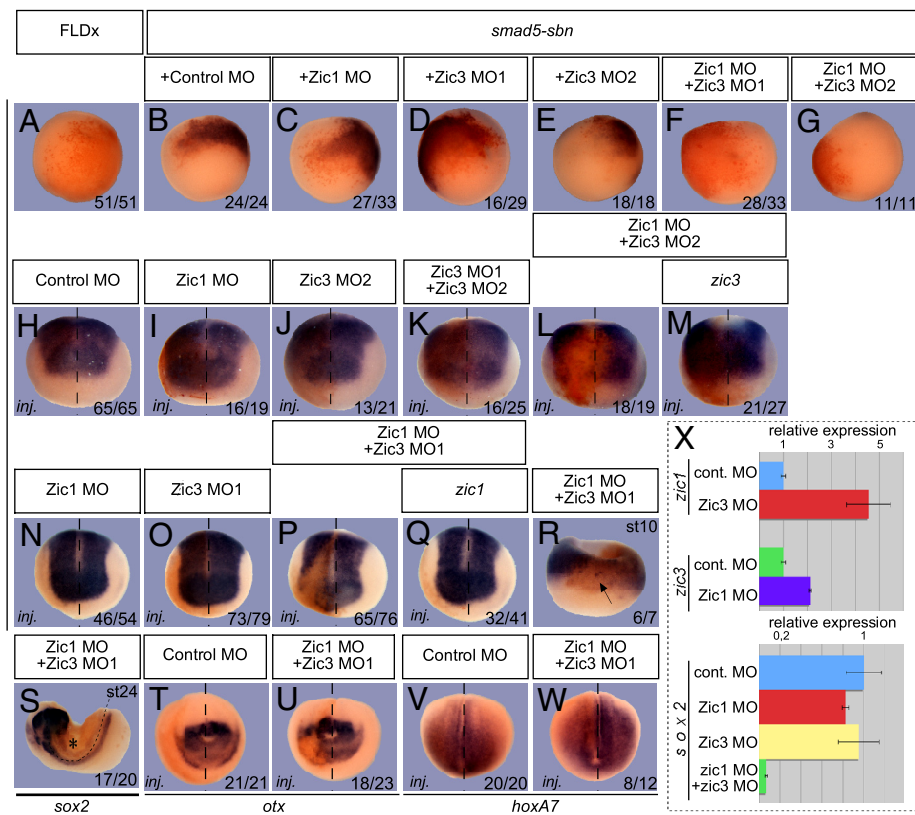 FLDx
smad5-sbn
+Control MO
+Zic1 MO
+Zic3 MO1
+Zic3 MO2
Zic1 MO
+Zic3 MO1
Zic1 MO
+Zic3 MO2
A
51/51
B
24/24
C
27/33
D
16/29
E
18/18
F
28/33
G
11/11
Zic1 MO
+Zic3 MO2
Control MO
Zic1 MO
Zic3 MO2
Zic3 MO1
+Zic3 MO2
zic3
H
inj.
65/65
I
inj.
16/19
J
inj.
13/21
K
inj.
16/25
L
inj.
18/19
M
inj.
21/27
Zic1 MO
+Zic3 MO1
Zic1 MO
Zic3 MO1
zic1
Zic1 MO
+Zic3 MO1
N
inj.
46/54
O
inj.
73/79
P
inj.
65/76
Q
inj.
32/41
R
st10
6/7
Zic1 MO
+Zic3 MO1
Control MO
Zic1 MO
+Zic3 MO1
Control MO
Zic1 MO
+Zic3 MO1
S
st24
*
17/20
T
inj.
21/21
U
inj.
18/23
V
inj.
20/20
W
inj.
8/12
sox2
otx
hoxA7
X
relative expression
1 3 5
zic1
cont. MO
Zic3 MO
zic3
cont. MO
Zic1 MO
relative expression
0,2 1
sox2
cont. MO
Zic1 MO
Zic3 MO
zic1 MO
+zic3 MO